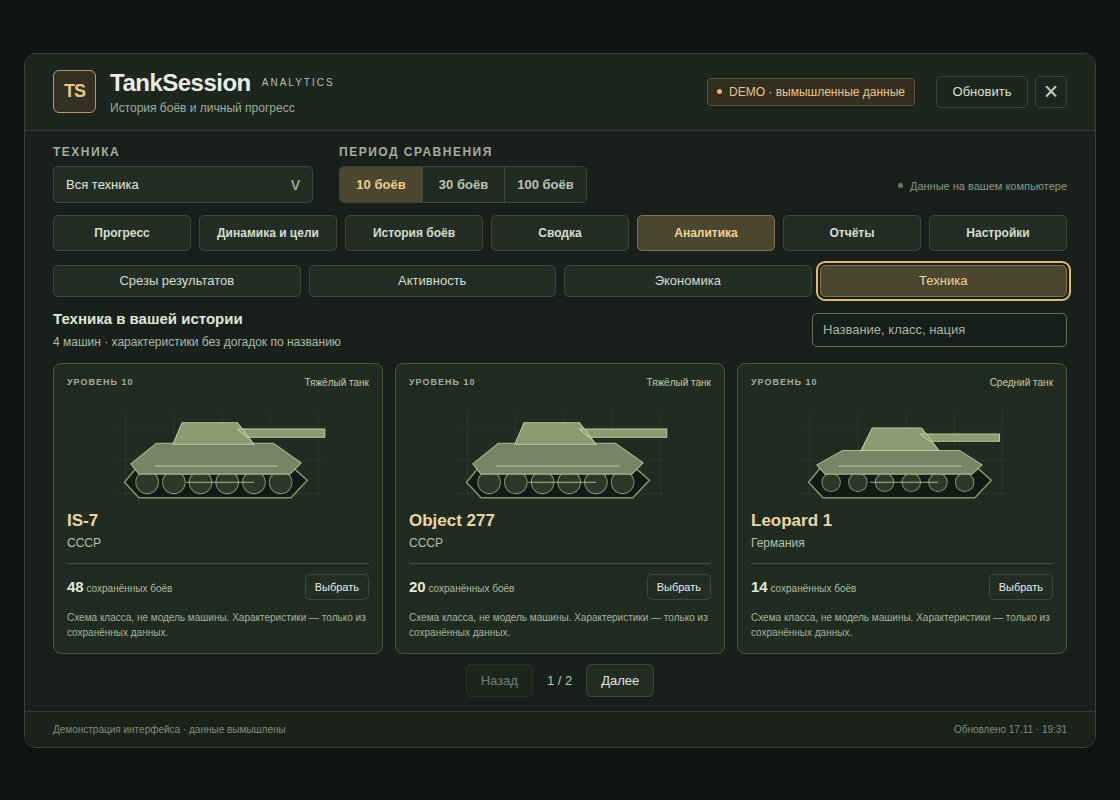 TS
TankSession ANALYTICS
История боёв и личный прогресс
DEMO · вымышленные данные
Обновить
ТЕХНИКА
ПЕРИОД СРАВНЕНИЯ
Вся техника
10 боёв 30 боёв 100 боёв
Данные на вашем компьютере
Прогресс Динамика и цели История боёв Сводка Аналитика Отчёты Настройки
Срезы результатов Активность Экономика Техника
Техника в вашей истории
4 машин · характеристики без догадок по названию
Название, класс, нация
УРОВЕНЬ 10 Тяжёлый танк
IS-7
СССР
48 сохранённых боёв Выбрать
Схема класса, не модель машины. Характеристики — только из
сохранённых данных.
УРОВЕНЬ 10 Тяжёлый танк
Object 277
СССР
20 сохранённых боёв Выбрать
Схема класса, не модель машины. Характеристики — только из
сохранённых данных.
УРОВЕНЬ 10 Средний танк
Leopard 1
Германия
14 сохранённых боёв Выбрать
Схема класса, не модель машины. Характеристики — только из
сохранённых данных.
Назад 1 / 2 Далее
Демонстрация интерфейса · данные вымышлены
Обновлено 17.11 · 19:31